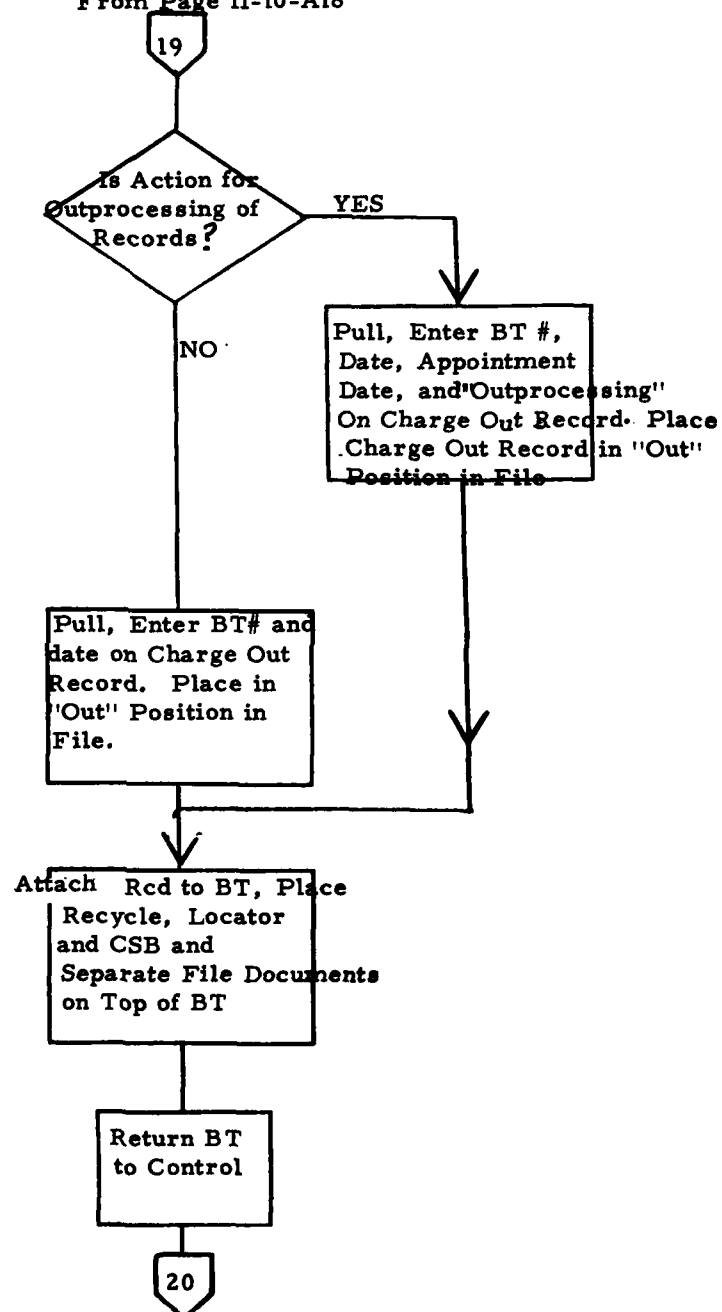 From Page II-10-A18
19
Is Action for
Outprocessing of
Records?
YES
NO
Pull, Enter BT #,
Date, Appointment
Date, and "Outprocessing"
On Charge Out Record. Place
Charge Out Record in "Out"
Position in File
Pull, Enter BT# and
date on Charge Out
Record. Place in
"Out" Position in
File.
Attach Rcd to BT, Place
Recycle, Locator
and CSB and
Separate File Documents
on Top of BT
Return BT
to Control
20